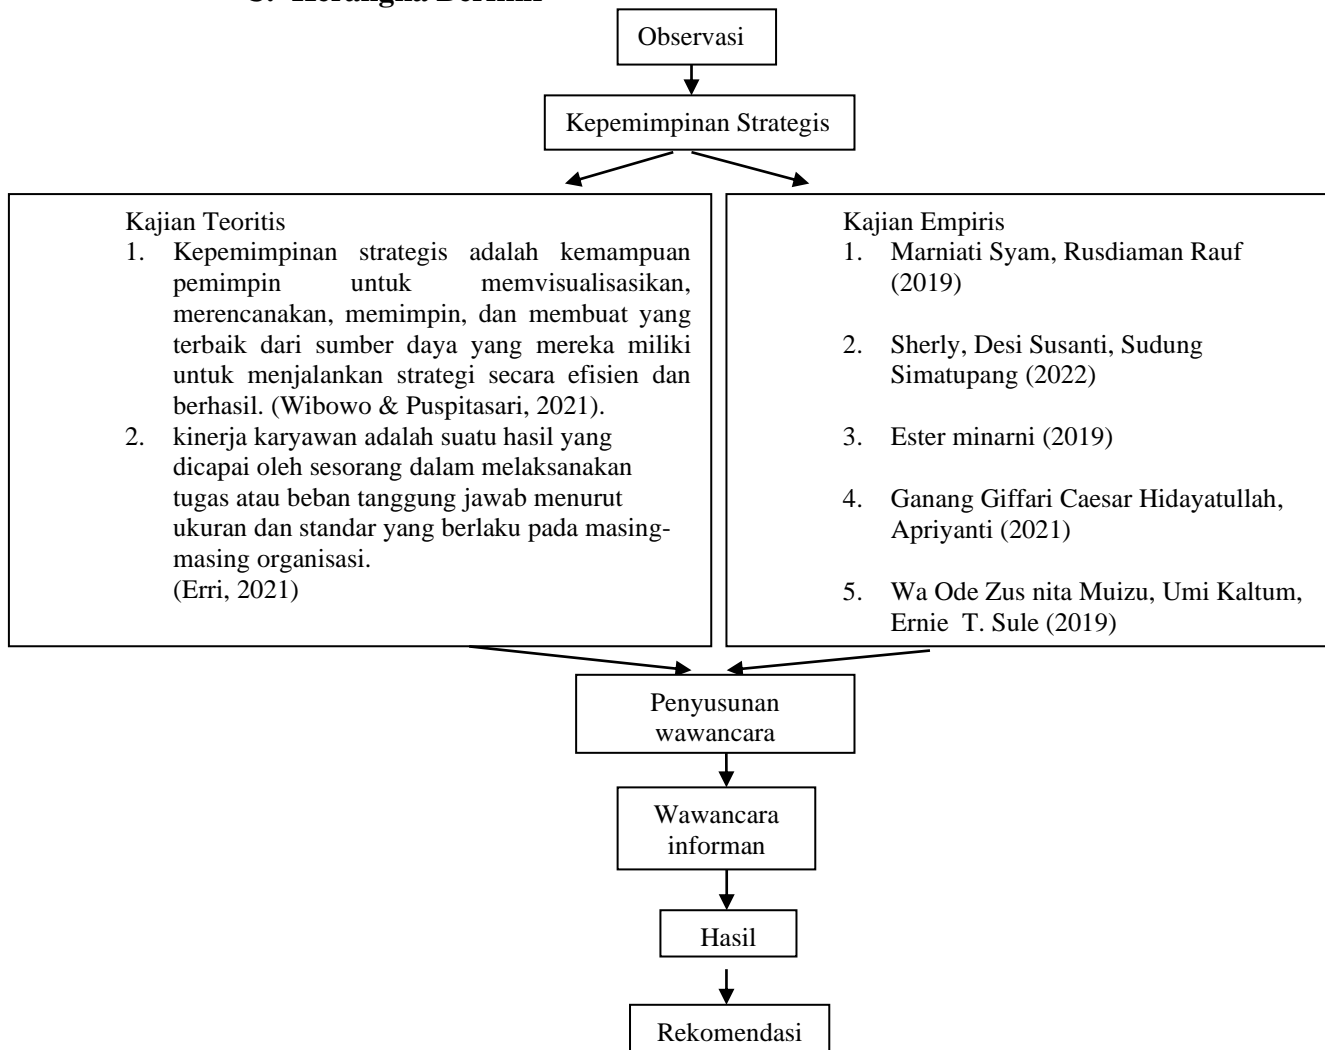 Observasi
Kepemimpinan Strategis
Kajian Teoritis
1. Kepemimpinan strategis adalah kemampuan
pemimpin untuk memvisualisasikan,
merencanakan, memimpin, dan membuat yang
terbaik dari sumber daya yang mereka miliki
untuk menjalankan strategi secara efisien dan
berhasil. (Wibowo & Puspitasari, 2021).
2. kinerja karyawan adalah suatu hasil yang
dicapai oleh sesorang dalam melaksanakan
tugas atau beban tanggung jawab menurut
ukuran dan standar yang berlaku pada masing-
masing organisasi.
(Erri, 2021)
Kajian Empiris
1. Marniati Syam, Rusdiaman Rauf
(2019)
2. Sherly, Desi Susanti, Sudung
Simatupang (2022)
3. Ester minarni (2019)
4. Ganang Giffari Caesar Hidayatullah,
Apriyanti (2021)
5. Wa Ode Zus nita Muizu, Umi Kaltum,
Ernie T. Sule (2019)
Penyusunan
wawancara
Wawancara
informan
Hasil
Rekomendasi